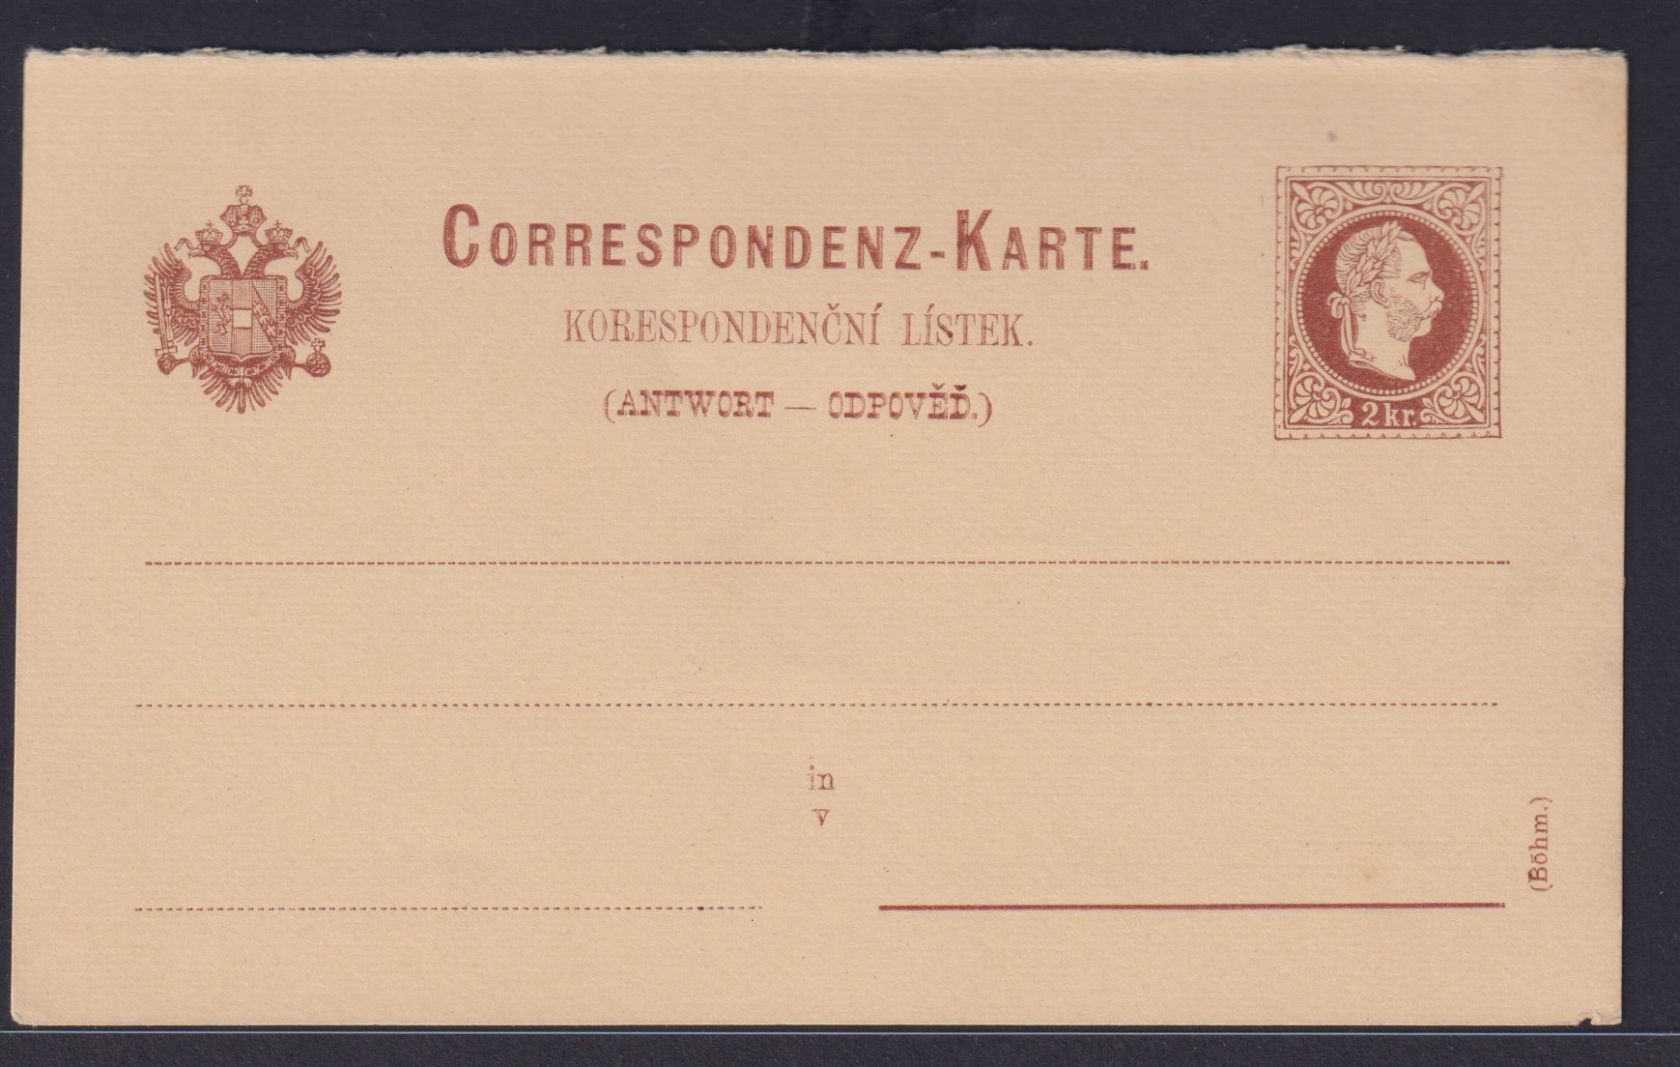 CORRESPONDENZ-KARTE.
KORESPONDENČNÍ LÍSTEK.
(ANTWORT — ODPOVĚĎ.)
2 kr.
in
v
(Böhm.)